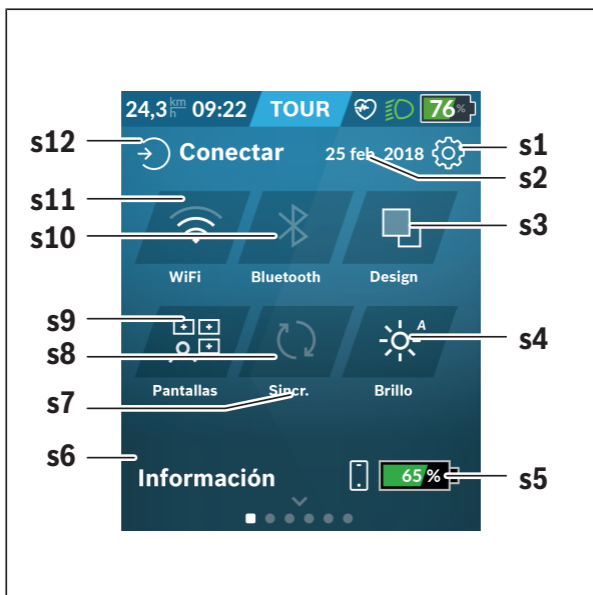 24,3 km/h 09:22 TOUR 76%
s12 Conectar 25 feb 2018 s1
s2
s11
s10 s3
WiFi Bluetooth Design
s9
s8 A s4
s7 Pantallas Sincr. Brillo
s6 Información 65% s5